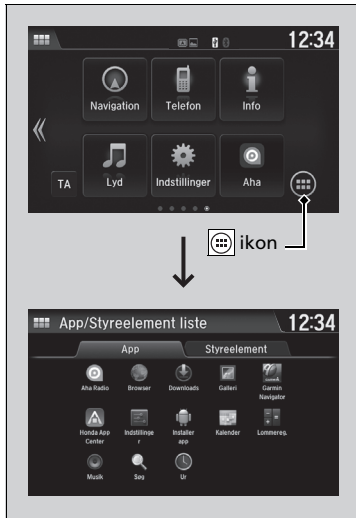 12:34
Navigation Telefon Info
TA Lyd Indstillinger Aha
ikon
App/Styreelement liste 12:34
App Styreelement
Aha Radio Browser Downloads Galleri Garmin Navigator
Honda App Center Indstillinge r Installer app Kalender Lommereg.
Musik Søg Ur